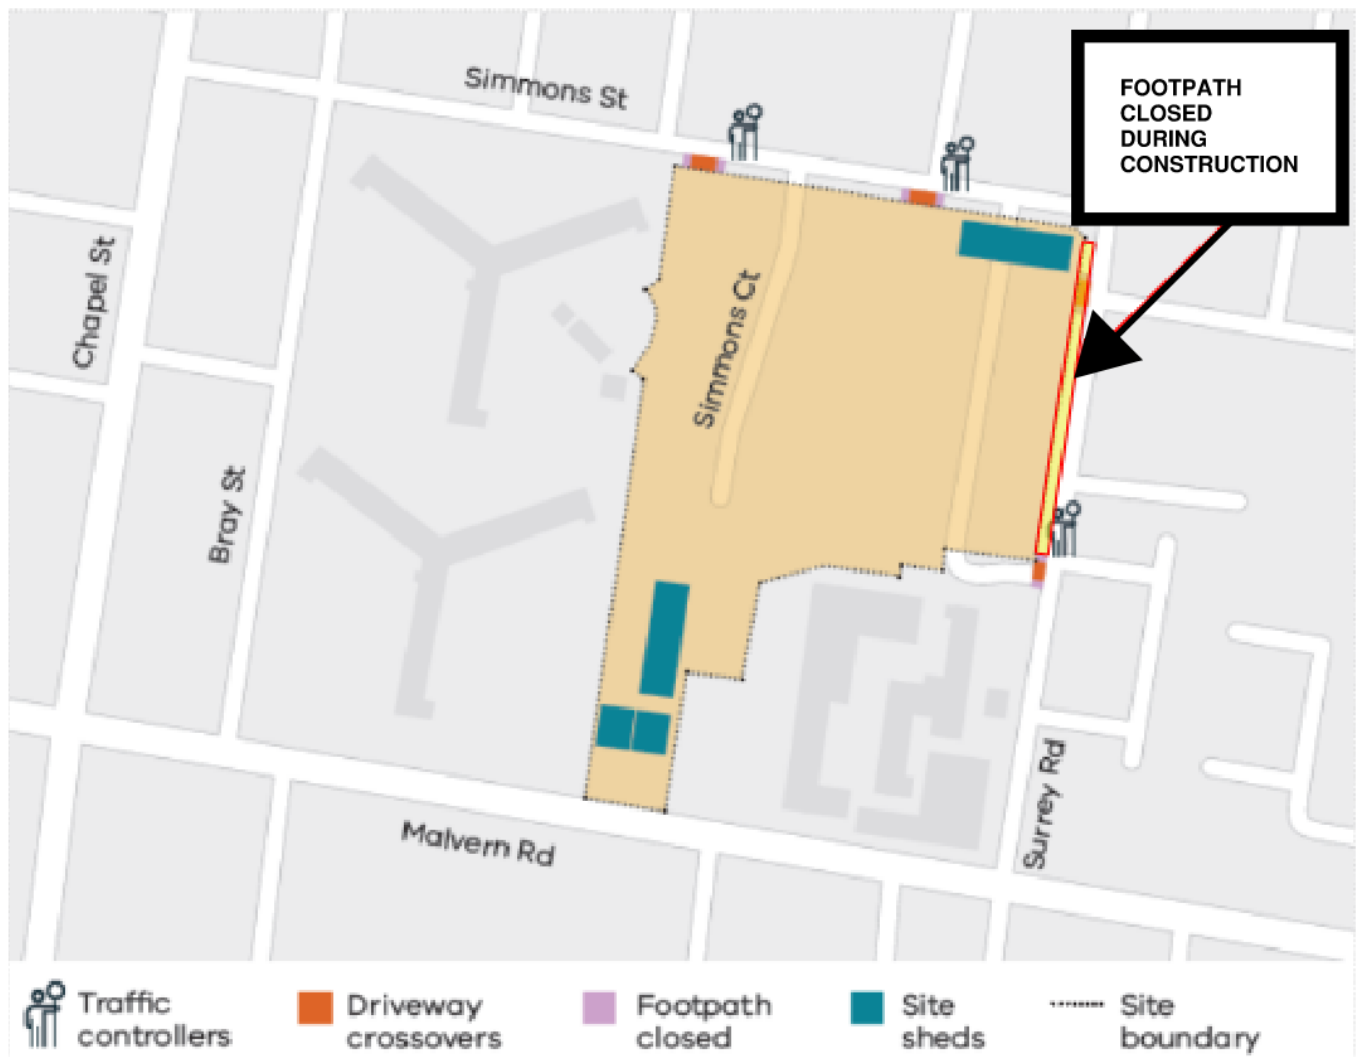 Simmons St
FOOTPATH
CLOSED
DURING
CONSTRUCTION
Chapel St
Simmons Ct
Bray St
Surrey Rd
Malvern Rd
Traffic
controllers
Driveway
crossovers
Footpath
closed
Site
sheds
Site
boundary